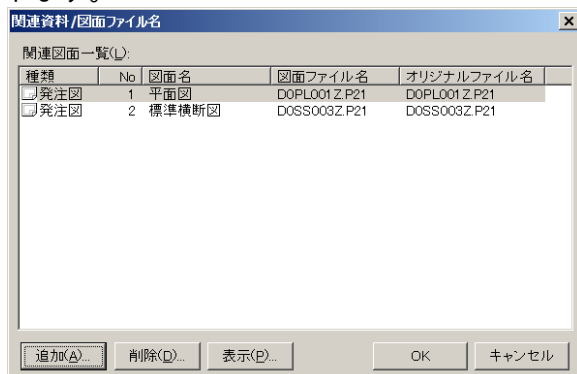 関連資料/図面ファイル名
関連図面一覧(L):
種類 No 図面名 図面ファイル名 オリジナルファイル名
発注図 1 平面図 D0PL001Z.P21 D0PL001Z.P21
発注図 2 標準横断図 D0SS003Z.P21 D0SS003Z.P21
追加(A)... 削除(D)... 表示(P)... OK キャンセル